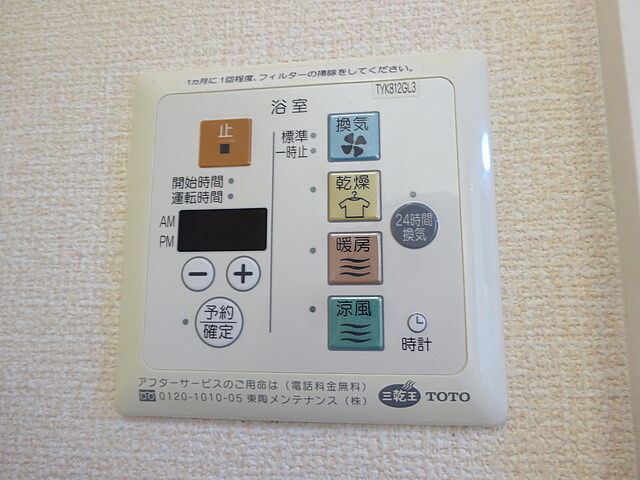 1ヵ月に1回程度、フィルターの掃除をしてください。
TYK812GL3
浴室
止
標準
一時止
換気
開始時間
運転時間
乾燥
AM
PM
24時間
換気
暖房
− +
予約
確定
涼風
時計
アフターサービスのご用命は（電話料金無料）
0120-1010-05 東陶メンテナンス（株）
三乾王 TOTO